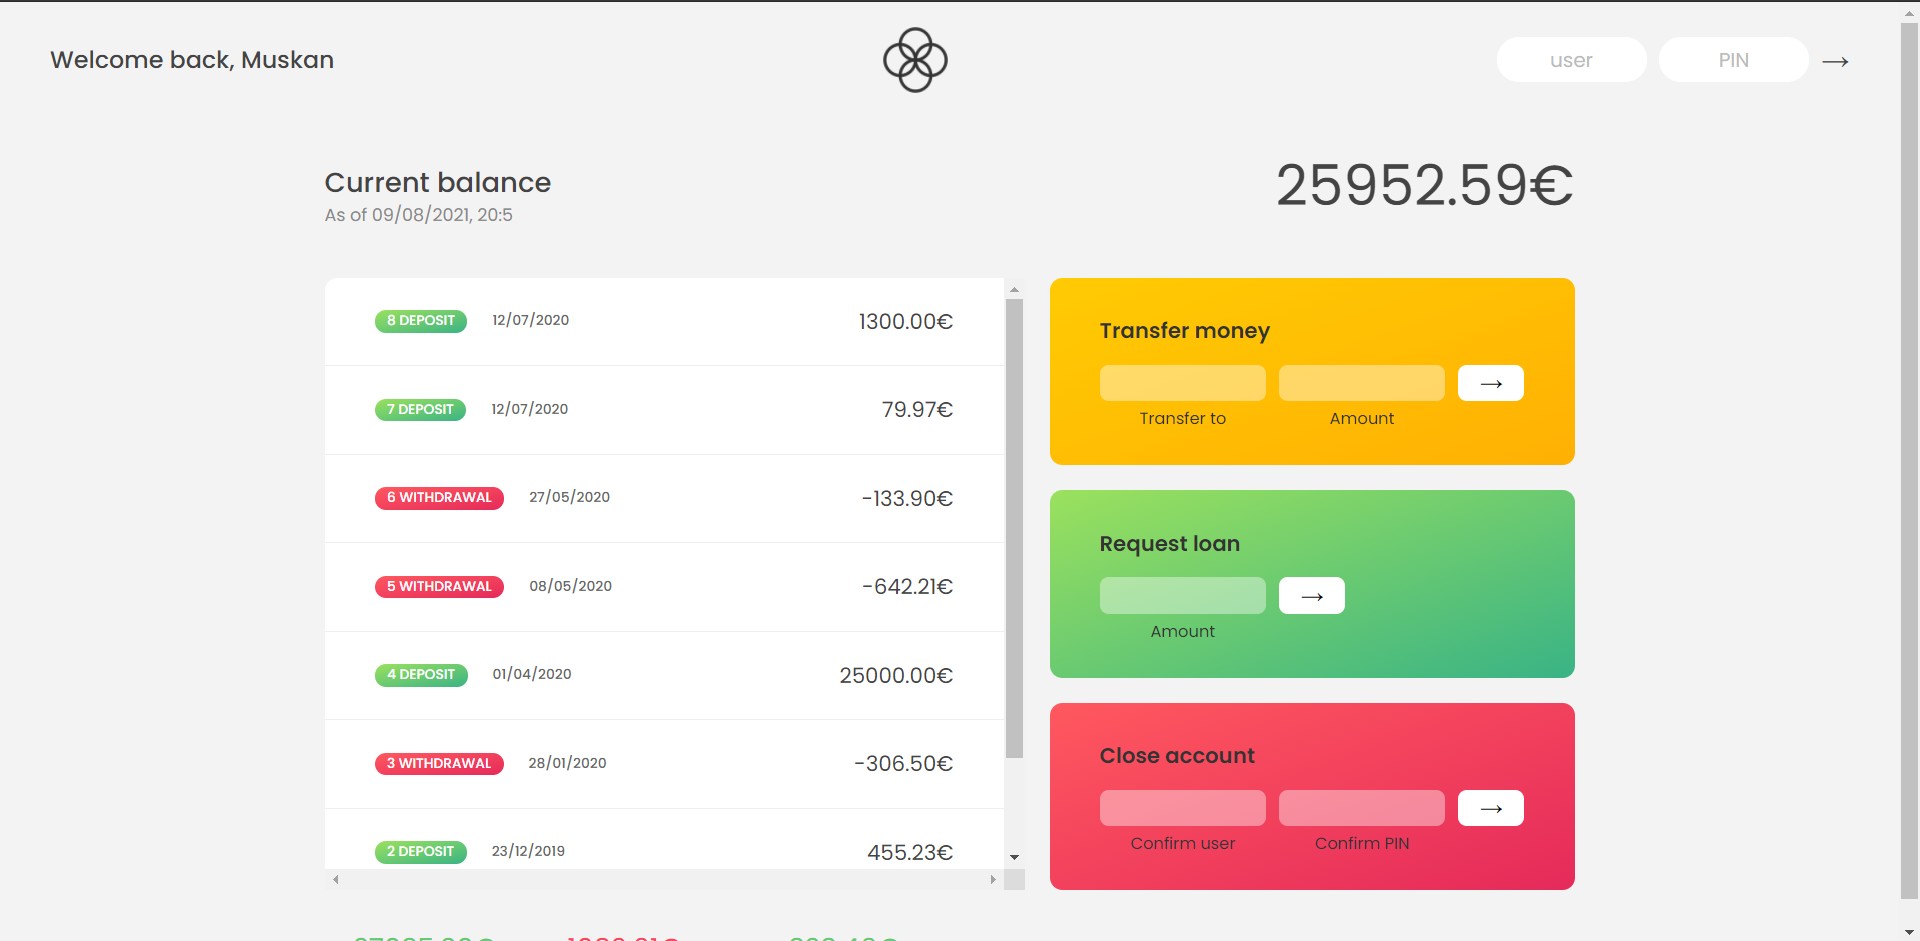 Welcome back, Muskan
user
PIN
→
Current balance
25952.59€
As of 09/08/2021, 20:5
8 DEPOSIT 12/07/2020 1300.00€
7 DEPOSIT 12/07/2020 79.97€
6 WITHDRAWAL 27/05/2020 -133.90€
5 WITHDRAWAL 08/05/2020 -642.21€
4 DEPOSIT 01/04/2020 25000.00€
3 WITHDRAWAL 28/01/2020 -306.50€
2 DEPOSIT 23/12/2019 455.23€
Transfer money
→
Transfer to Amount
Request loan
→
Amount
Close account
→
Confirm user Confirm PIN